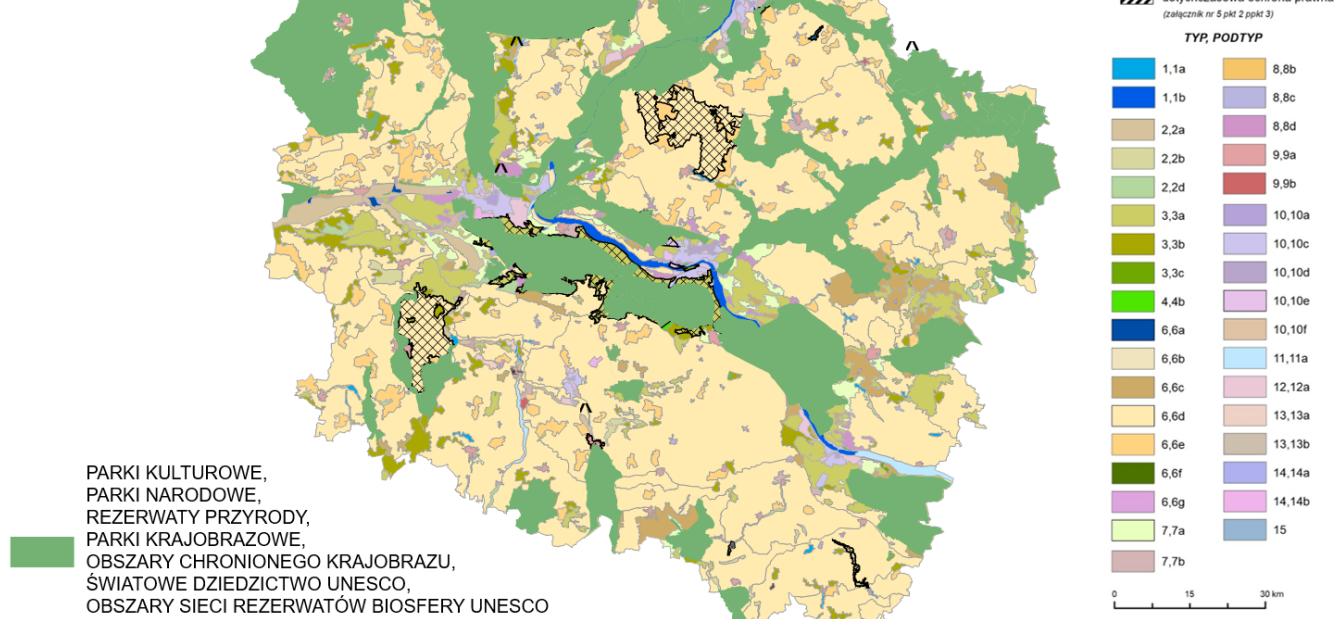 (załącznik nr 5 pkt 2 ppkt 3)
TYP, PODTYP
1,1a
1,1b
2,2a
2,2b
2,2d
3,3a
3,3b
3,3c
4,4b
6,6a
6,6b
6,6c
6,6d
6,6e
6,6f
6,6g
7,7a
7,7b
8,8b
8,8c
8,8d
9,9a
9,9b
10,10a
10,10c
10,10d
10,10e
10,10f
11,11a
12,12a
13,13a
13,13b
14,14a
14,14b
15
0 15 30 km
PARKI KULTUROWE,
PARKI NARODOWE,
REZERWATY PRZYRODY,
PARKI KRAJOBRAZOWE,
OBSZARY CHRONIONEGO KRAJOBRAZU,
ŚWIATOWE DZIEDZICTWO UNESCO,
OBSZARY SIECI REZERWATÓW BIOSFERY UNESCO